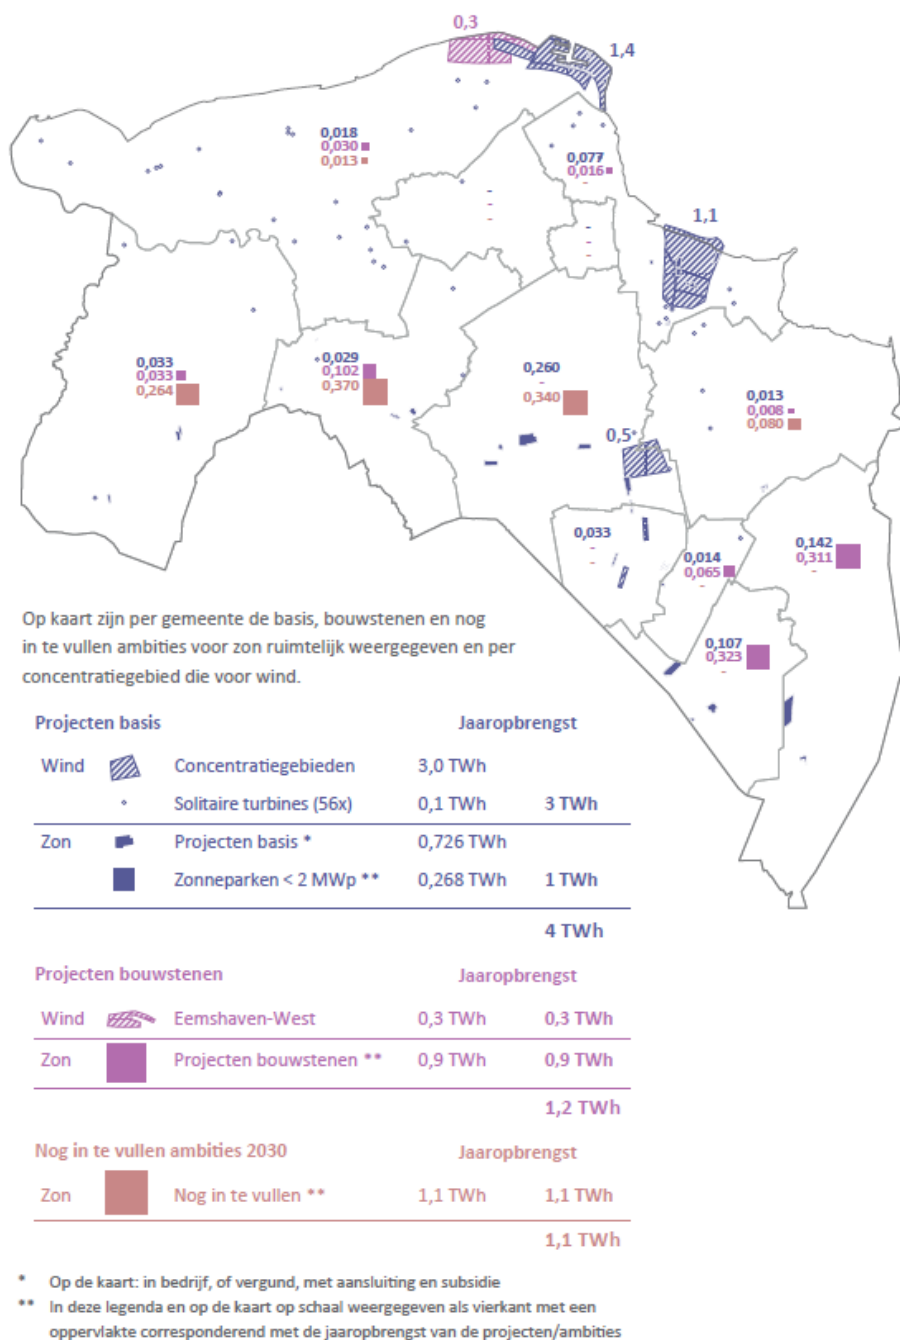 0,3
1,4
0,018
0,030
0,013
0,077
0,016
-
-
-
-
-
-
-
1,1
0,033
0,033
0,264
0,029
0,102
0,370
0,260
-
0,340
0,013
0,008
0,080
0,5
0,033
-
-
0,014
0,065
-
0,142
0,311
-
0,107
0,323
-
Op kaart zijn per gemeente de basis, bouwstenen en nog
in te vullen ambities voor zon ruimtelijk weergegeven en per
concentratiegebied die voor wind.
Projecten basis Jaaropbrengst
Wind Concentratiegebieden 3,0 TWh
Solitaire turbines (56x) 0,1 TWh 3 TWh
Zon Projecten basis * 0,726 TWh
Zonneparken < 2 MWp ** 0,268 TWh 1 TWh
4 TWh
Projecten bouwstenen Jaaropbrengst
Wind Eemshaven-West 0,3 TWh 0,3 TWh
Zon Projecten bouwstenen ** 0,9 TWh 0,9 TWh
1,2 TWh
Nog in te vullen ambities 2030 Jaaropbrengst
Zon Nog in te vullen ** 1,1 TWh 1,1 TWh
1,1 TWh
* Op de kaart: in bedrijf, of vergund, met aansluiting en subsidie
** In deze legenda en op de kaart op schaal weergegeven als vierkant met een
oppervlakte corresponderend met de jaaropbrengst van de projecten/ambities